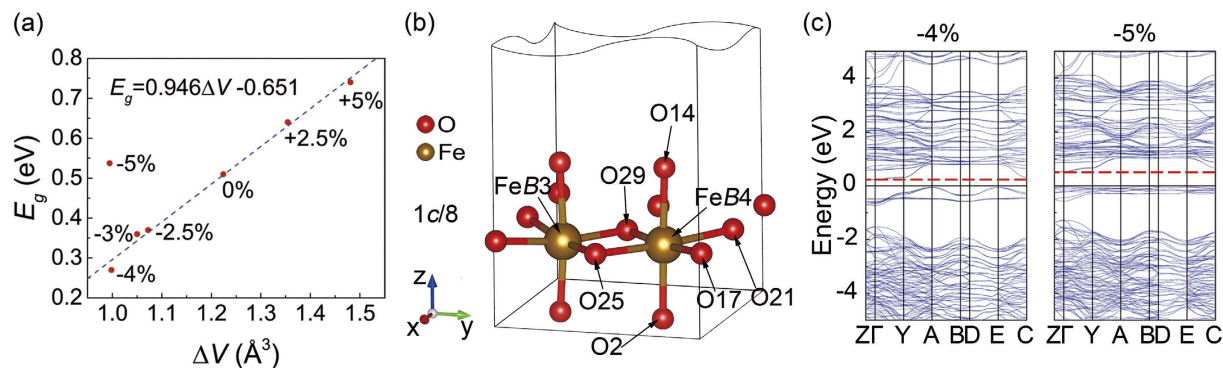 (a)
0.8
0.7
0.6
0.5
0.4
0.3
0.2
E_g (eV)
E_g=0.946ΔV -0.651
+5%
+2.5%
-5%
0%
-3%
-2.5%
-4%
1.0 1.1 1.2 1.3 1.4 1.5
ΔV (Å³)
(b)
O
Fe
1c/8
z
x
y
O14
FeB3
O29
FeB4
O25
O17
O21
O2
(c)
-4%
-5%
Energy (eV)
4
2
0
-2
-4
ZΓ Y A BD E C
ZΓ Y A BD E C